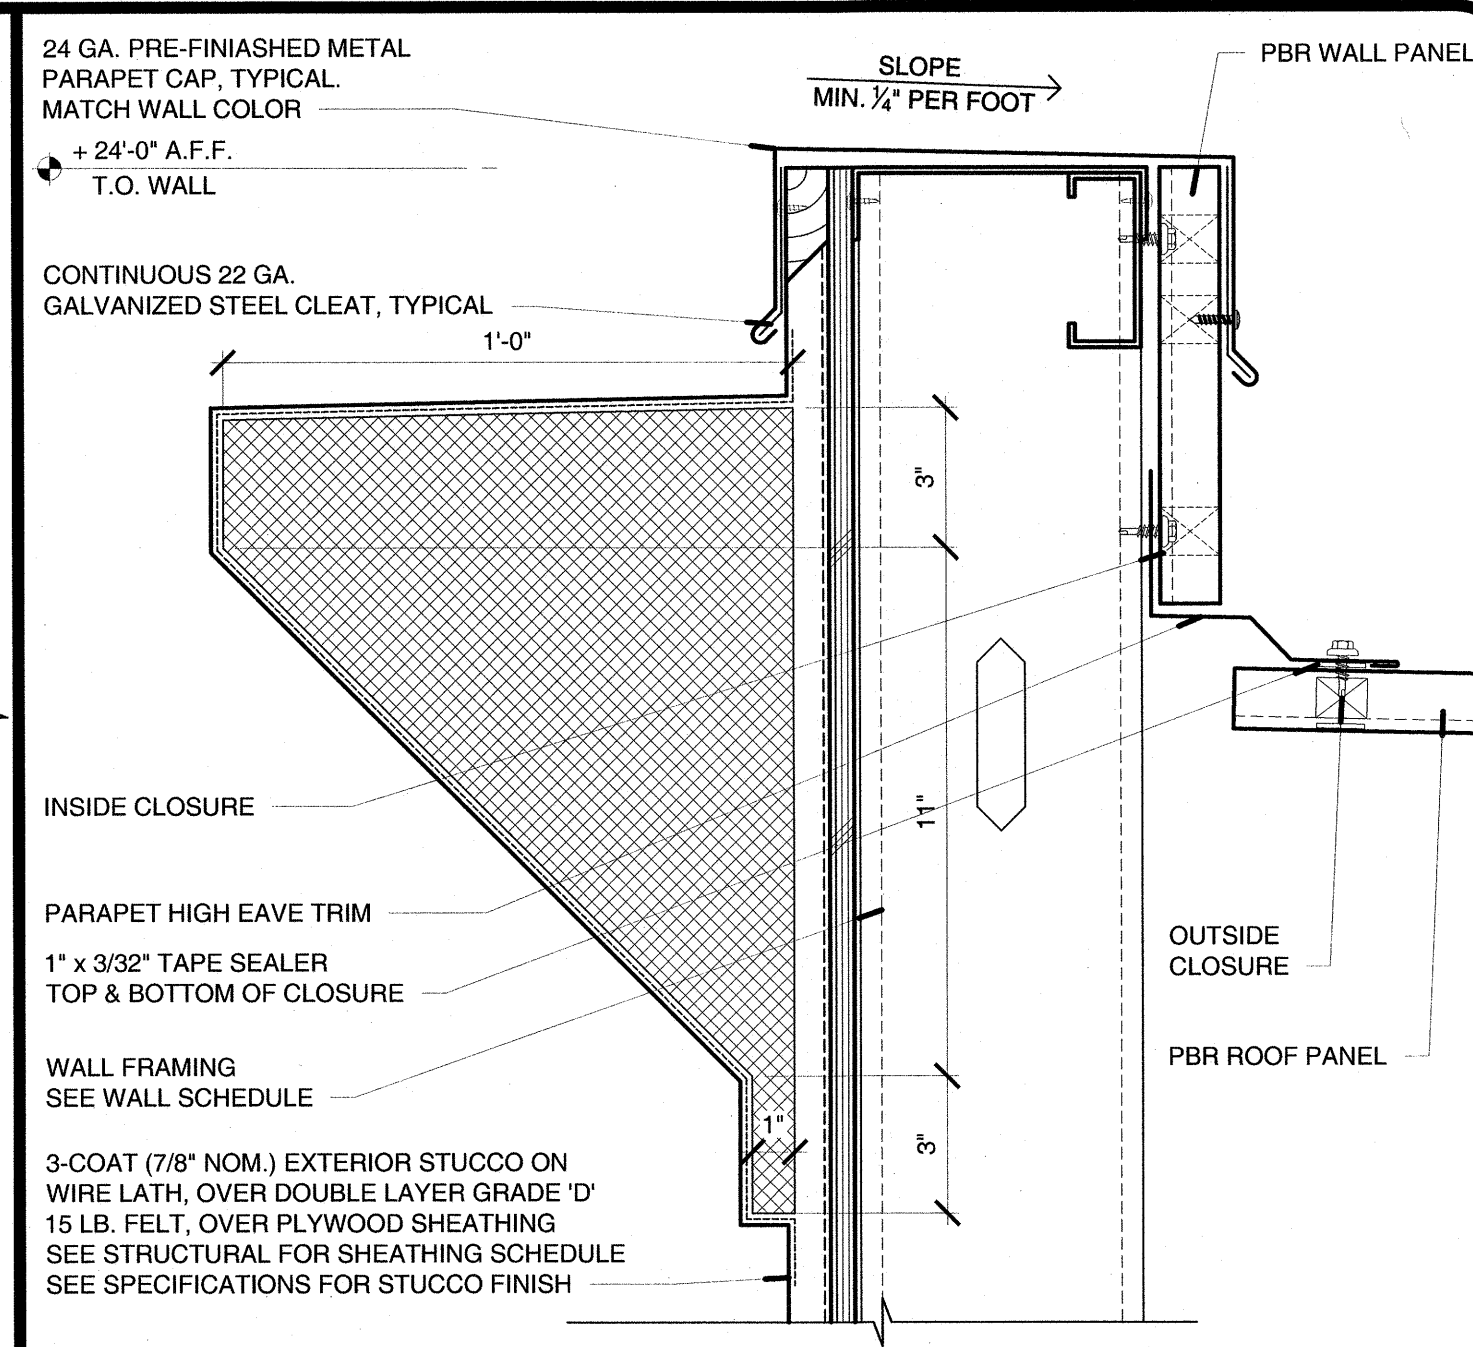 24 GA. PRE-FINIASHED METAL
PARAPET CAP, TYPICAL.
MATCH WALL COLOR
+ 24'-0" A.F.F.
T.O. WALL
SLOPE
MIN. ¼" PER FOOT
PBR WALL PANEL
CONTINUOUS 22 GA.
GALVANIZED STEEL CLEAT, TYPICAL
1'-0"
3"
11"
INSIDE CLOSURE
PARAPET HIGH EAVE TRIM
1" x 3/32" TAPE SEALER
TOP & BOTTOM OF CLOSURE
OUTSIDE
CLOSURE
WALL FRAMING
SEE WALL SCHEDULE
PBR ROOF PANEL
1"
3"
3-COAT (7/8" NOM.) EXTERIOR STUCCO ON
WIRE LATH, OVER DOUBLE LAYER GRADE 'D'
15 LB. FELT, OVER PLYWOOD SHEATHING
SEE STRUCTURAL FOR SHEATHING SCHEDULE
SEE SPECIFICATIONS FOR STUCCO FINISH